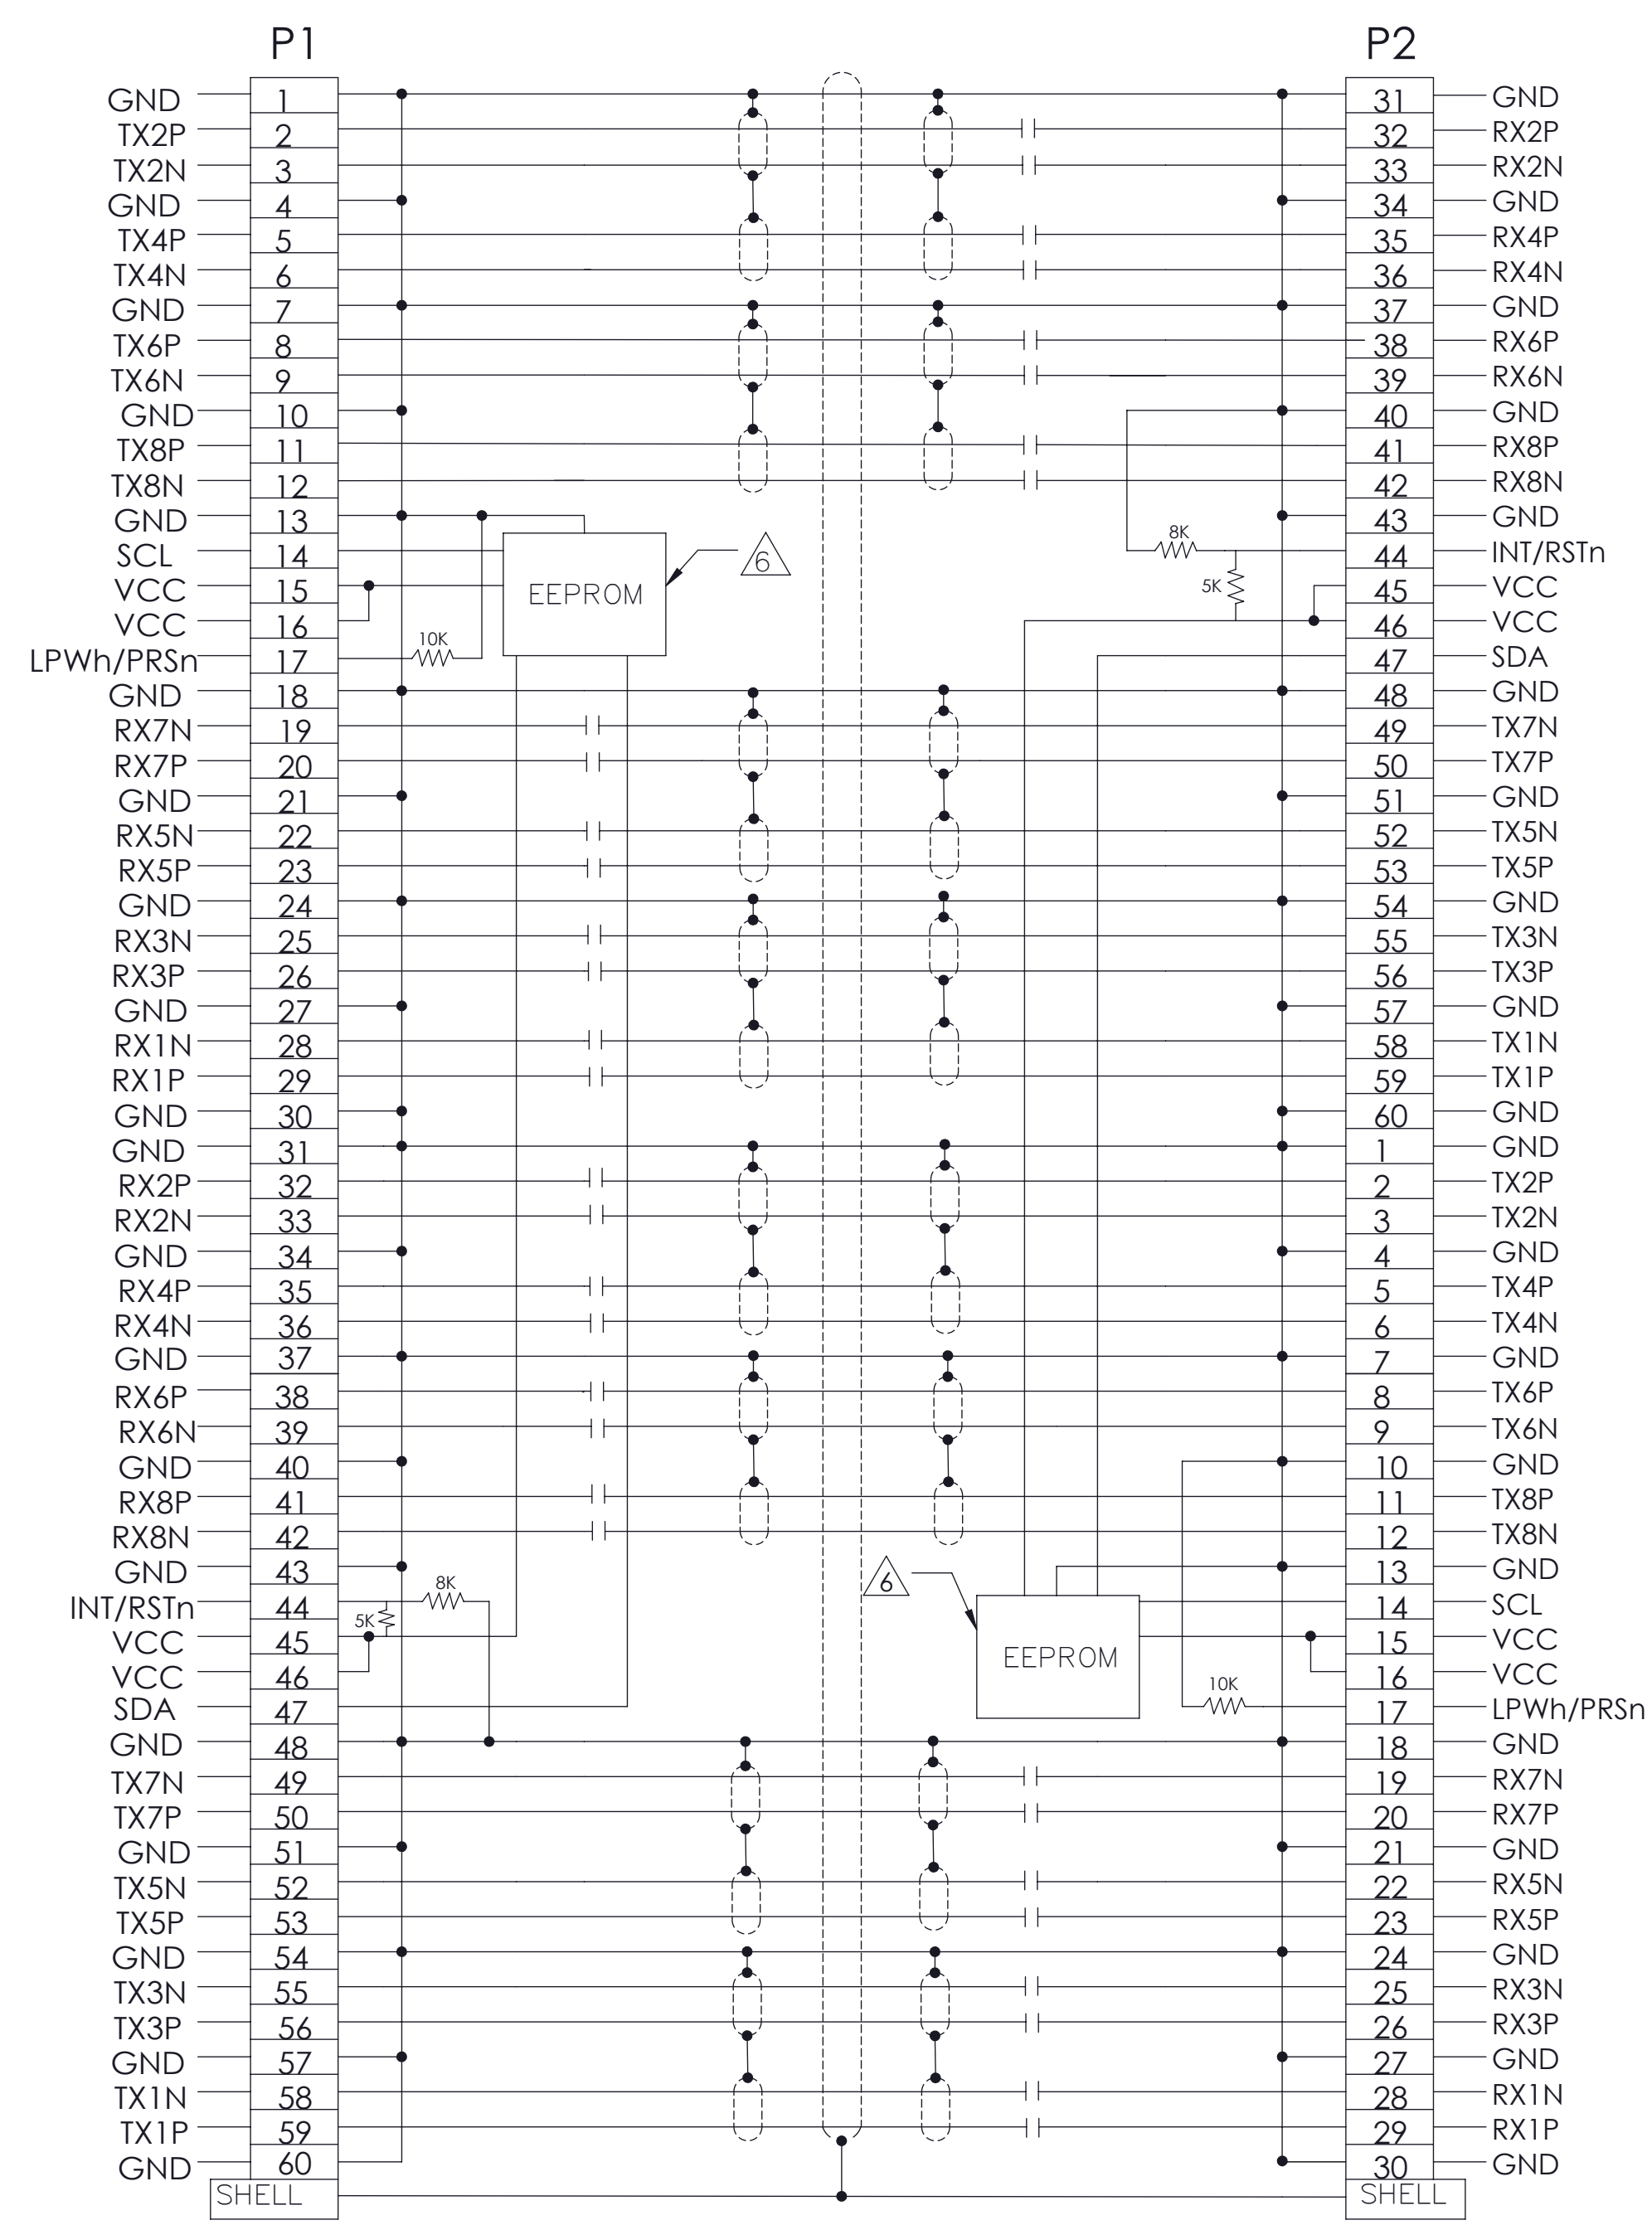 P1 P2
GND 1 31 GND
TX2P 2 32 RX2P
TX2N 3 33 RX2N
GND 4 34 GND
TX4P 5 35 RX4P
TX4N 6 36 RX4N
GND 7 37 GND
TX6P 8 38 RX6P
TX6N 9 39 RX6N
GND 10 40 GND
TX8P 11 41 RX8P
TX8N 12 42 RX8N
GND 13 43 GND
8K
SCL 14 6 44 INT/RSTn
VCC 15 EEPROM 5K 45 VCC
VCC 16 46 VCC
10K
LPWh/PRSn 17 47 SDA
GND 18 48 GND
RX7N 19 49 TX7N
RX7P 20 50 TX7P
GND 21 51 GND
RX5N 22 52 TX5N
RX5P 23 53 TX5P
GND 24 54 GND
RX3N 25 55 TX3N
RX3P 26 56 TX3P
GND 27 57 GND
RX1N 28 58 TX1N
RX1P 29 59 TX1P
GND 30 60 GND
GND 31 1 GND
RX2P 32 2 TX2P
RX2N 33 3 TX2N
GND 34 4 GND
RX4P 35 5 TX4P
RX4N 36 6 TX4N
GND 37 7 GND
RX6P 38 8 TX6P
RX6N 39 9 TX6N
GND 40 10 GND
RX8P 41 11 TX8P
RX8N 42 12 TX8N
GND 43 13 GND
8K 6
INT/RSTn 44 14 SCL
5K
VCC 45 EEPROM 15 VCC
VCC 46 16 VCC
10K
SDA 47 17 LPWh/PRSn
GND 48 18 GND
TX7N 49 19 RX7N
TX7P 50 20 RX7P
GND 51 21 GND
TX5N 52 22 RX5N
TX5P 53 23 RX5P
GND 54 24 GND
TX3N 55 25 RX3N
TX3P 56 26 RX3P
GND 57 27 GND
TX1N 58 28 RX1N
TX1P 59 29 RX1P
GND 60 30 GND
SHELL SHELL